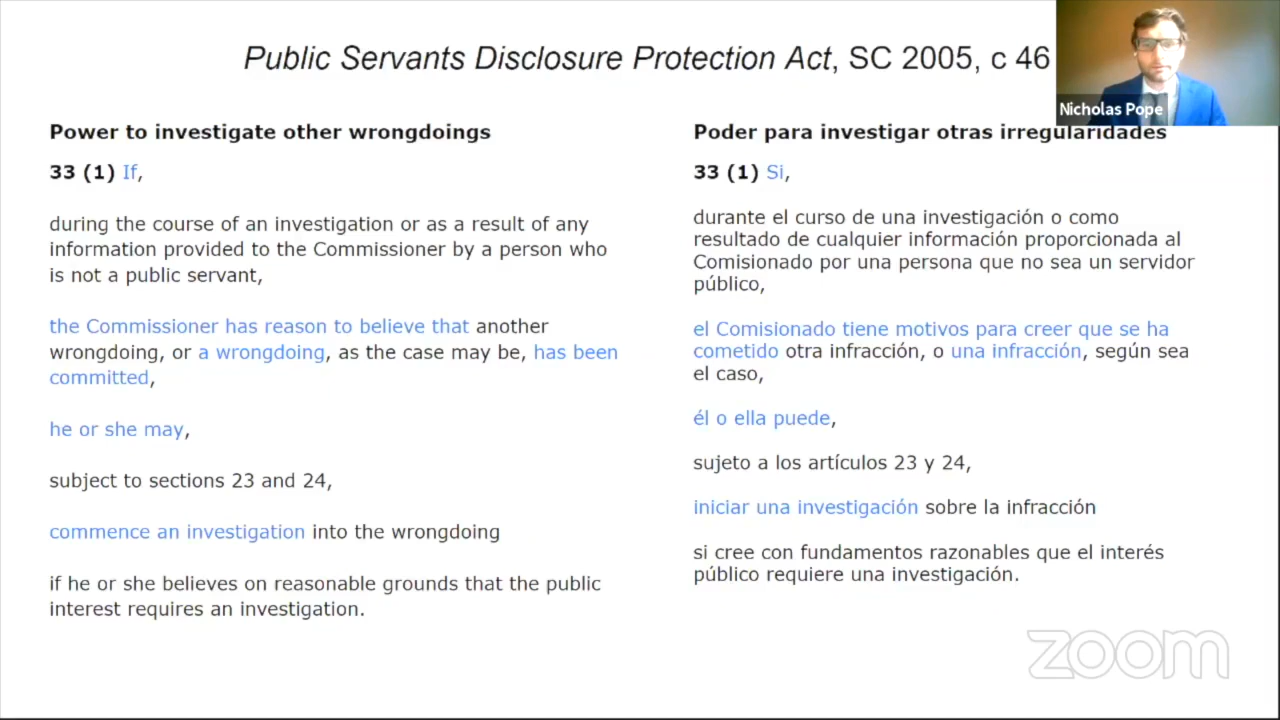 Public Servants Disclosure Protection Act, SC 2005, c 46
Nicholas Pope
Power to investigate other wrongdoings
33 (1) If,
during the course of an investigation or as a result of any
information provided to the Commissioner by a person who
is not a public servant,
the Commissioner has reason to believe that another
wrongdoing, or a wrongdoing, as the case may be, has been
committed,
he or she may,
subject to sections 23 and 24,
commence an investigation into the wrongdoing
if he or she believes on reasonable grounds that the public
interest requires an investigation.
Poder para investigar otras irregularidades
33 (1) Si,
durante el curso de una investigación o como
resultado de cualquier información proporcionada al
Comisionado por una persona que no sea un servidor
público,
el Comisionado tiene motivos para creer que se ha
cometido otra infracción, o una infracción, según sea
el caso,
él o ella puede,
sujeto a los artículos 23 y 24,
iniciar una investigación sobre la infracción
si cree con fundamentos razonables que el interés
público requiere una investigación.
zoom